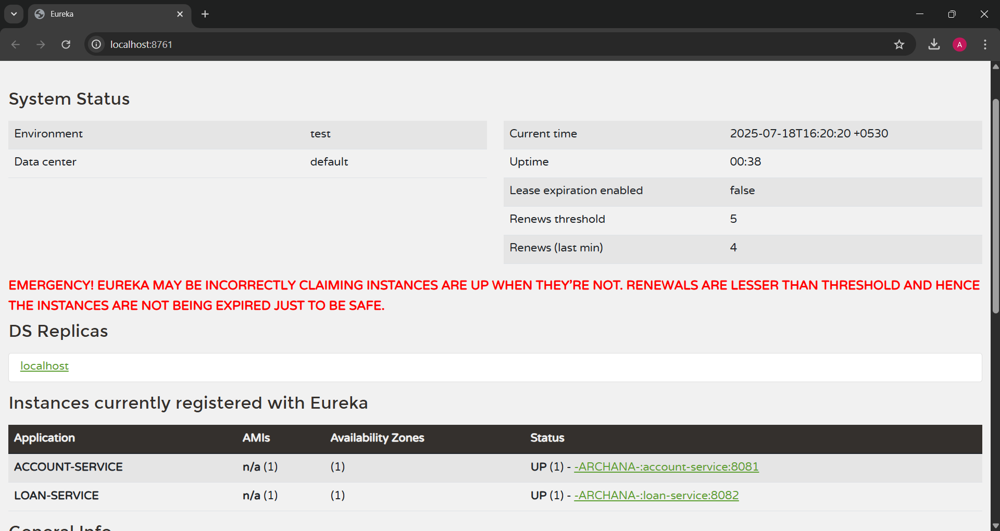 Eureka
localhost:8761
A
System Status
Environment test
Data center default
Current time 2025-07-18T16:20:20 +0530
Uptime 00:38
Lease expiration enabled false
Renews threshold 5
Renews (last min) 4
EMERGENCY! EUREKA MAY BE INCORRECTLY CLAIMING INSTANCES ARE UP WHEN THEY'RE NOT. RENEWALS ARE LESSER THAN THRESHOLD AND HENCE
THE INSTANCES ARE NOT BEING EXPIRED JUST TO BE SAFE.
DS Replicas
localhost
Instances currently registered with Eureka
Application AMIs Availability Zones Status
ACCOUNT-SERVICE n/a (1) (1) UP (1) - -ARCHANA-:account-service:8081
LOAN-SERVICE n/a (1) (1) UP (1) - -ARCHANA-:loan-service:8082
General Info